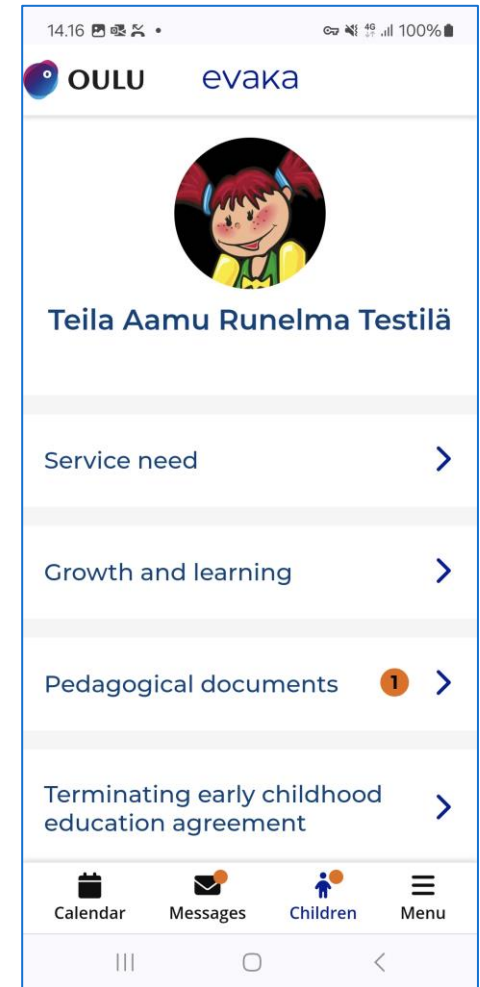 14.16 4G 100%
OULU evaka
Teila Aamu Runelma Testilä
Service need
Growth and learning
Pedagogical documents 1
Terminating early childhood
education agreement
Calendar Messages Children Menu